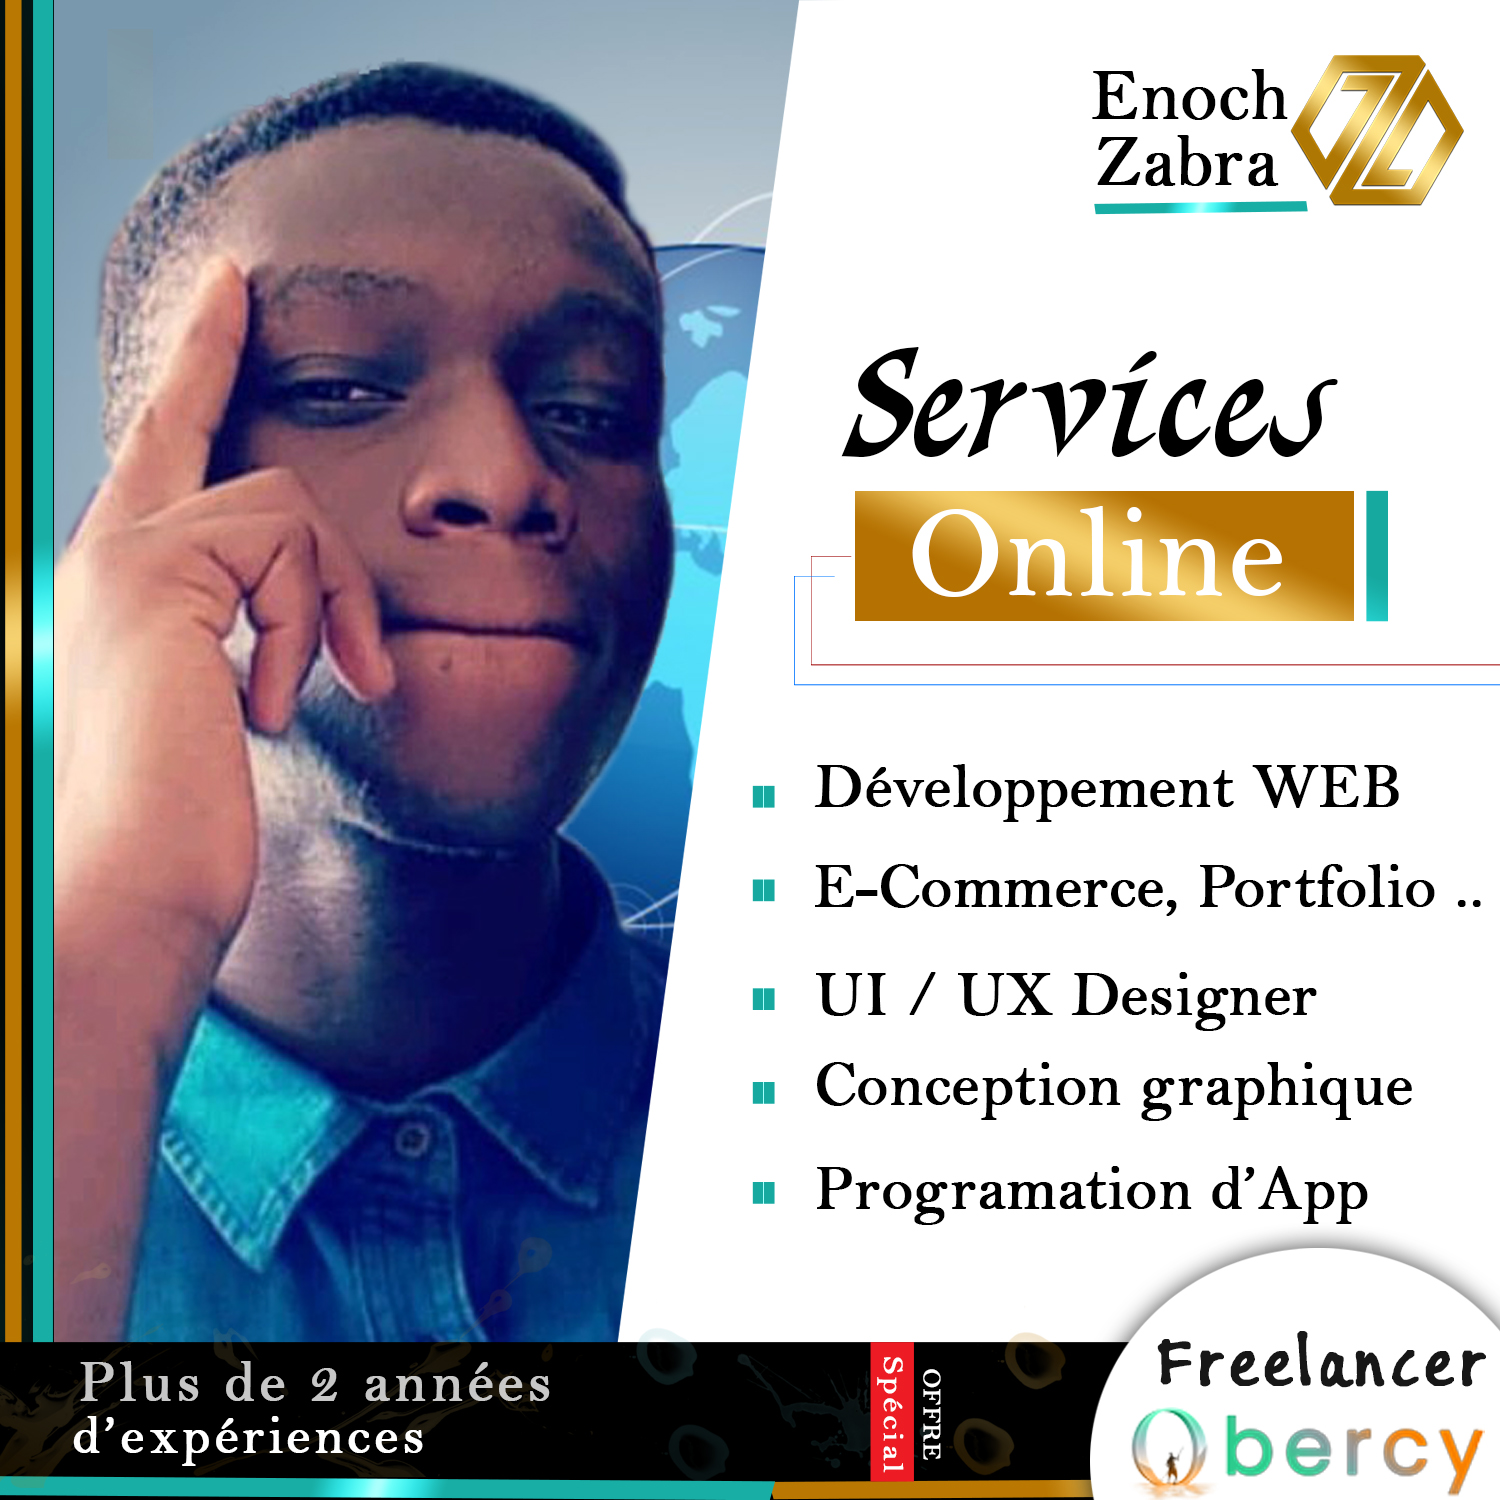 Enoch
Zabra
Services
Online
Développement WEB
E-Commerce, Portfolio ..
UI / UX Designer
Conception graphique
Programation d'App
Plus de 2 années
d'expériences
OFFRE
Spécial
Freelancer
Obercy